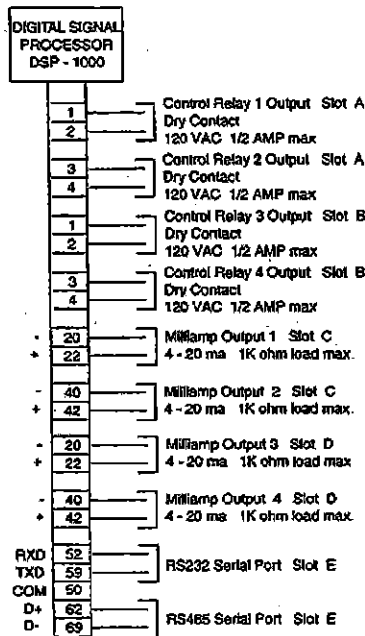 DIGITAL SIGNAL
PROCESSOR
DSP - 1000
1 Control Relay 1 Output Slot A
Dry Contact
2 120 VAC 1/2 AMP max
3 Control Relay 2 Output Slot A
Dry Contact
4 120 VAC 1/2 AMP max
1 Control Relay 3 Output Slot B
Dry Contact
2 120 VAC 1/2 AMP max
3 Control Relay 4 Output Slot B
Dry Contact
4 120 VAC 1/2 AMP max
- 20 Milliamp Output 1 Slot C
+ 22 4 - 20 ma 1K ohm load max.
- 40 Milliamp Output 2 Slot C
+ 42 4 - 20 ma 1K ohm load max.
- 20 Milliamp Output 3 Slot D
+ 22 4 - 20 ma 1K ohm load max
- 40 Milliamp Output 4 Slot D
+ 42 4 - 20 ma 1K ohm load max.
RXD 52
RS232 Serial Port Slot E
TXD 59
COM 50
D+ 62
RS485 Serial Port Slot E
D- 69